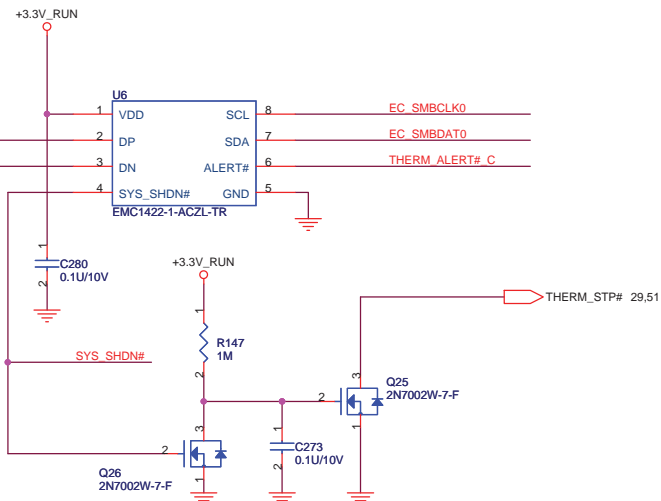 +3.3V_RUN
U6
1 VDD SCL 8 EC_SMBCLK0
2 DP SDA 7 EC_SMBDAT0
3 DN ALERT# 6 THERM_ALERT#_C
4 SYS_SHDN# GND 5
EMC1422-1-ACZL-TR
1
C280
0.1U/10V
2
+3.3V_RUN
THERM_STP# 29,51
1
R147
1M
2
SYS_SHDN#
3
Q25
2N7002W-7-F
2
1
3
1
C273
0.1U/10V
2
2
Q26
2N7002W-7-F
1